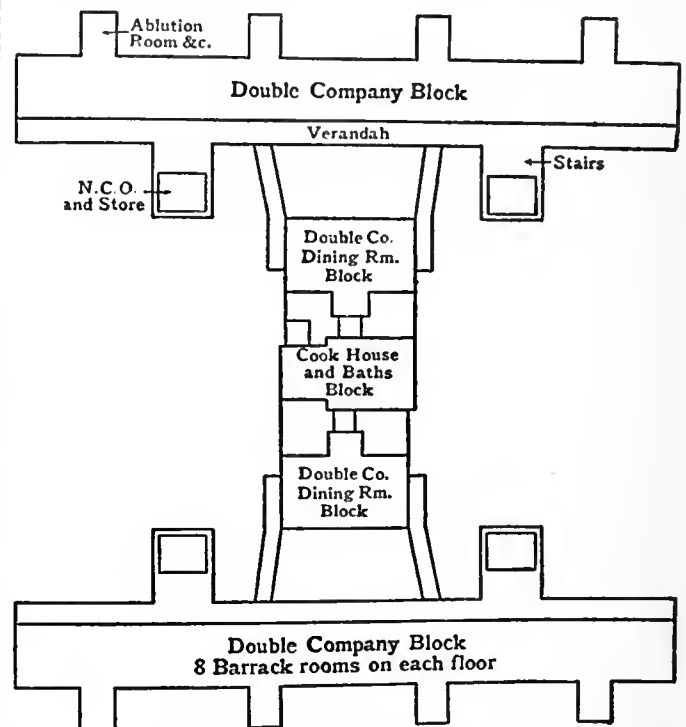 Ablution
Room &c.
Double Company Block
Verandah
Stairs
N.C.O.
and Store
Double Co.
Dining Rm.
Block
Cook House
and Baths
Block
Double Co.
Dining Rm.
Block
Double Company Block
8 Barrack rooms on each floor